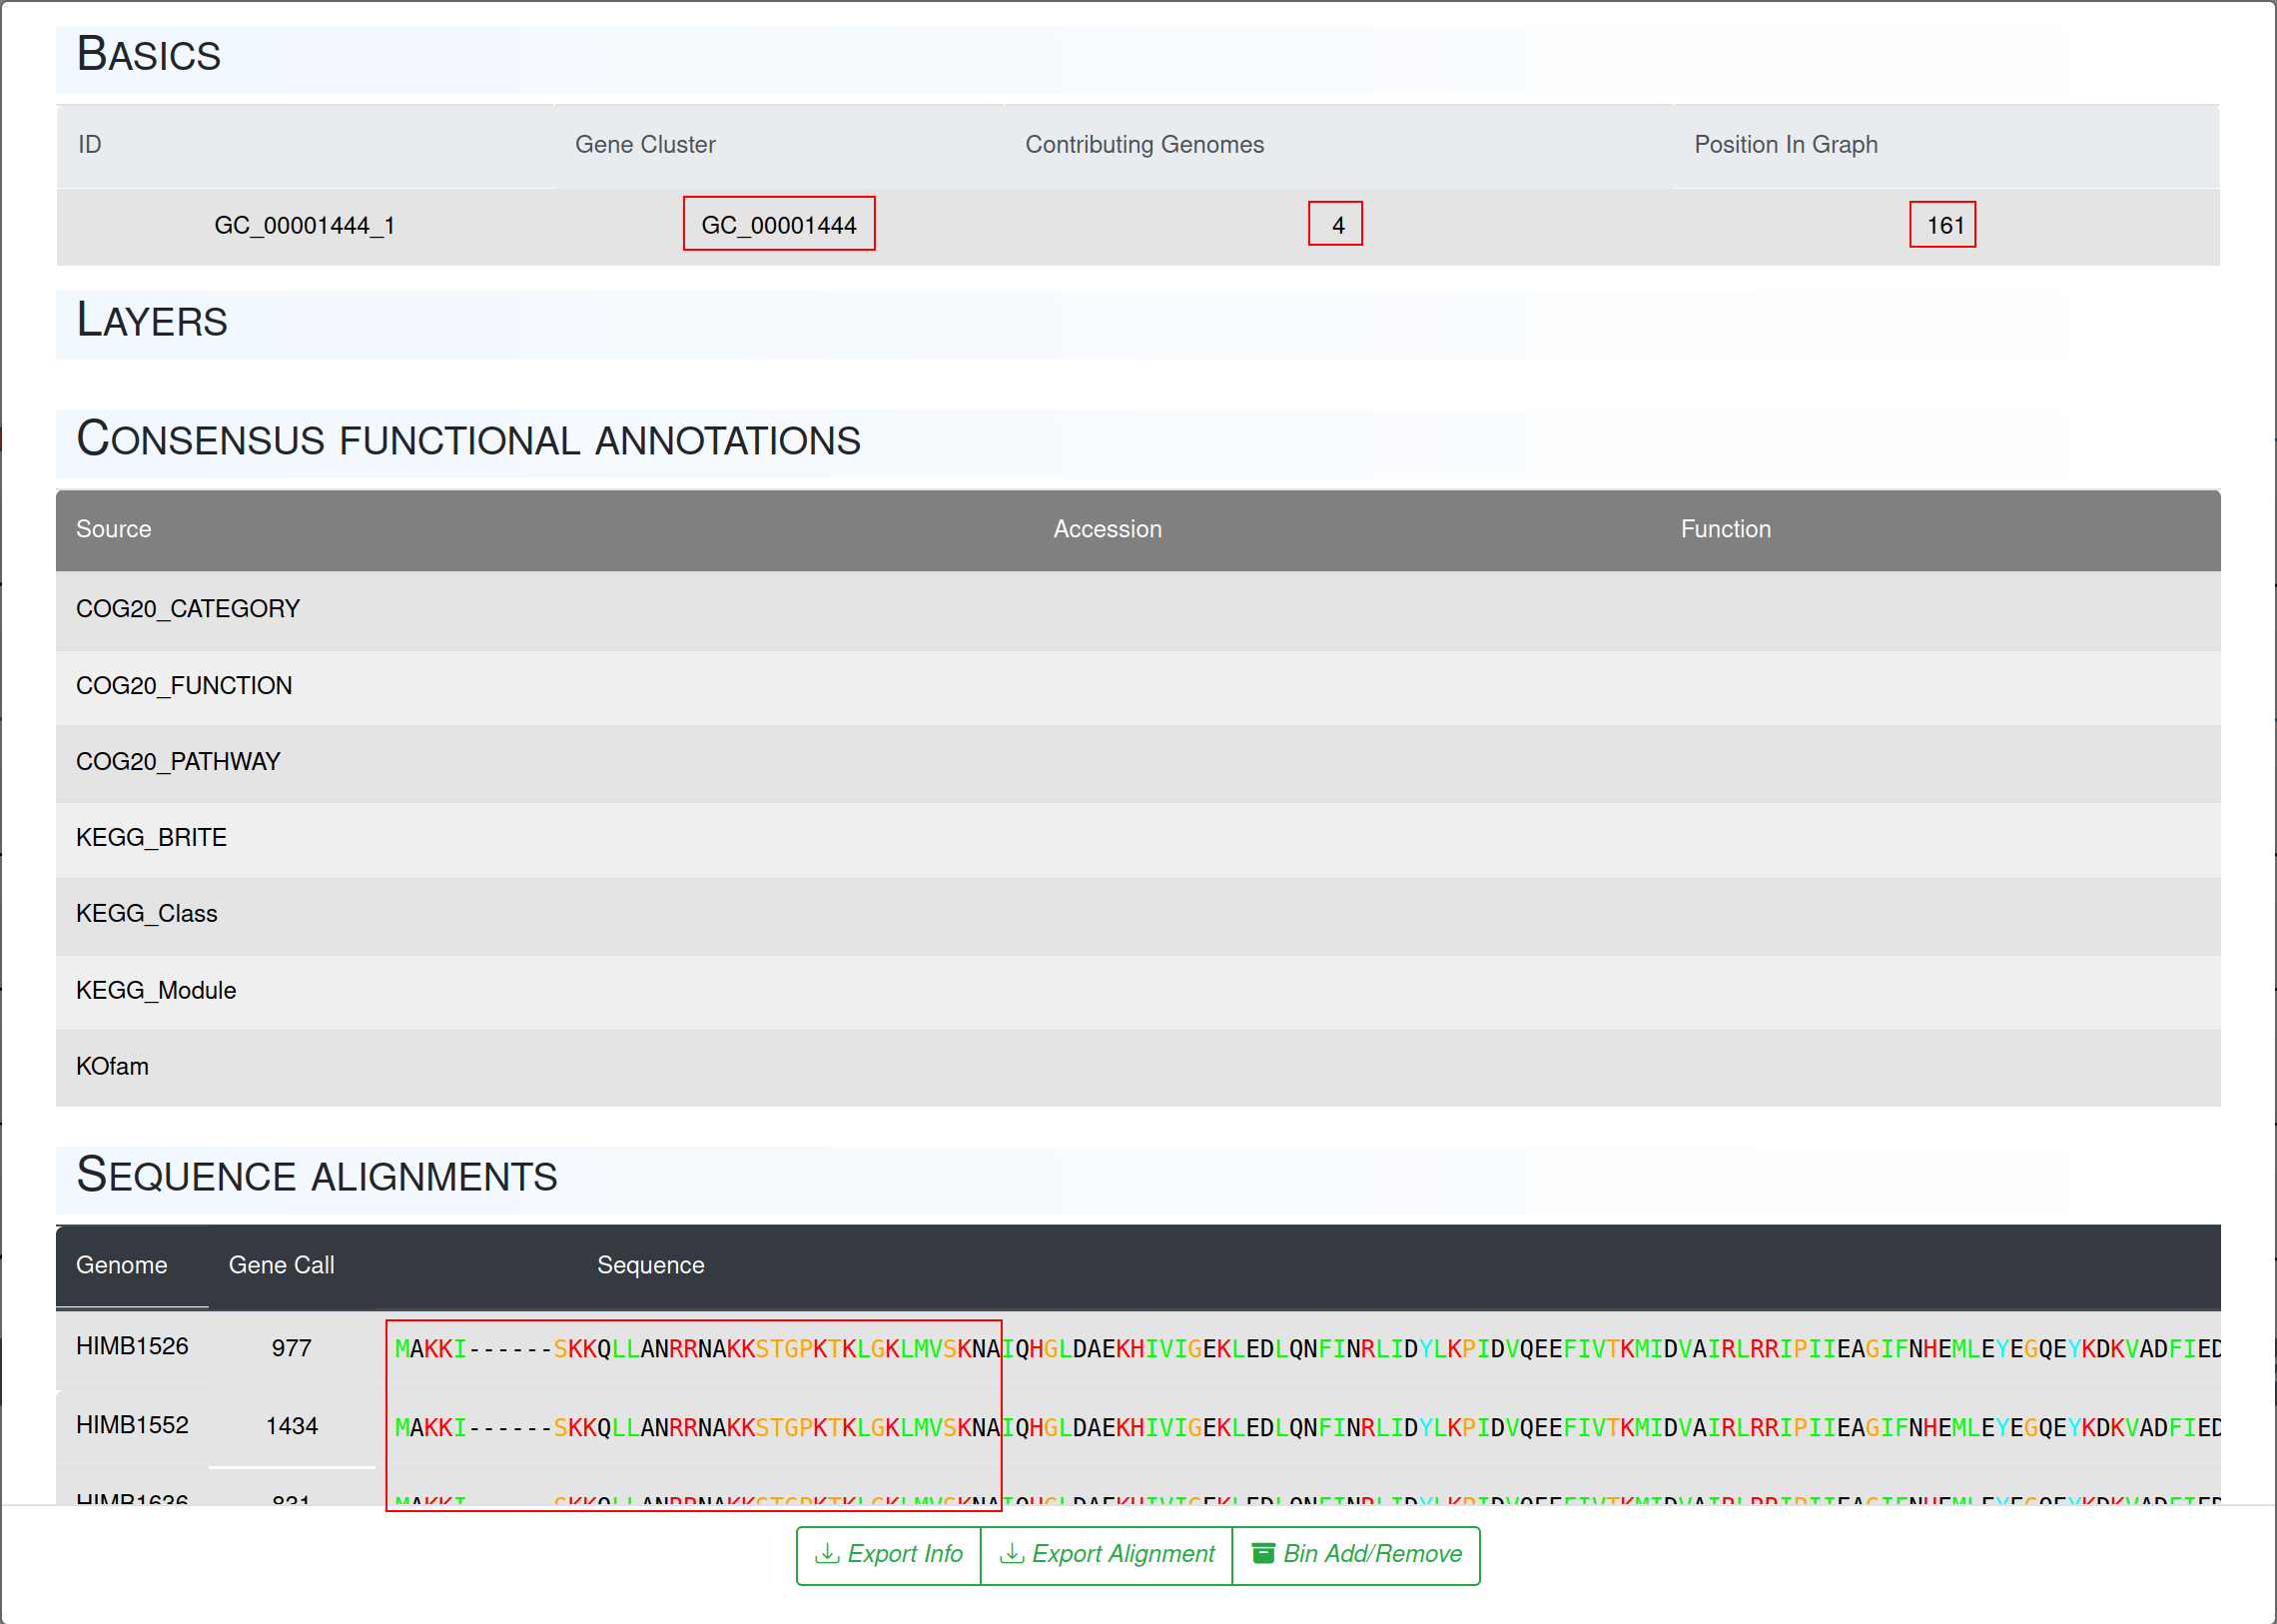 BASICS
ID Gene Cluster Contributing Genomes Position In Graph
GC_00001444_1 GC_00001444 4 161
LAYERS
CONSENSUS FUNCTIONAL ANNOTATIONS
Source Accession Function
COG20_CATEGORY
COG20_FUNCTION
COG20_PATHWAY
KEGG_BRITE
KEGG_Class
KEGG_Module
KOfam
SEQUENCE ALIGNMENTS
Genome Gene Call Sequence
HIMB1526 977 MAKKI------SKKQLLANRRNAKKSTGPKTKLGKLMVSKNAIQHGLDAEKHIVIGEKLEDLQNFINRLIDYLKPIDVQEEFIVTKMIDVAIRLRRIPIIEAGIFNHEMLEYEGQEYKDKVADFIED
HIMB1552 1434 MAKKI------SKKQLLANRRNAKKSTGPKTKLGKLMVSKNAIQHGLDAEKHIVIGEKLEDLQNFINRLIDYLKPIDVQEEFIVTKMIDVAIRLRRIPIIEAGIFNHEMLEYEGQEYKDKVADFIED
HIMB1636 831 MAKKI------SKKQLLANRRNAKKSTGPKTKLGKLMVSKNAIQHGLDAEKHIVIGEKLEDLQNFINRLIDYLKPIDVQEEFIVTKMIDVAIRLRRIPIIEAGIFNHEMLEYEGQEYKDKVADFIED
Export Info Export Alignment Bin Add/Remove